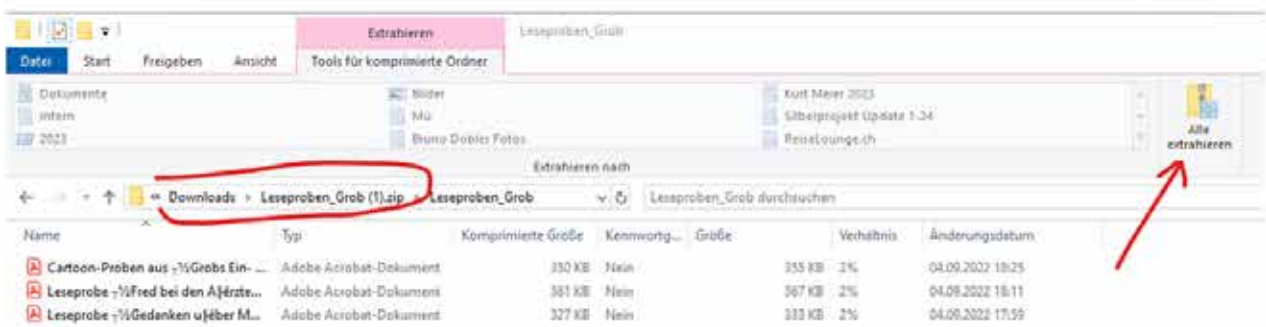 Extrahieren Leseproben_Grob
Datei Start Freigeben Ansicht Tools für komprimierte Ordner
Dokumente Bilder Kurt Meier 2023
intern Mü Silberprojekt Update 1-24
2023 Bruno Dobler Fotos ReiseLounge.ch
Alle
extrahieren
Extrahieren nach
« Downloads › Leseproben_Grob (1).zip › Leseproben_Grob Leseproben_Grob durchsuchen
Name Typ Komprimierte Größe Kennwortg... Größe Verhältnis Änderungsdatum
Cartoon-Proben aus ┬½Grobs Ein- ... Adobe Acrobat-Dokument 350 KB Nein 355 KB 2% 04.09.2022 18:25
Leseprobe ┬½Fred bei den A╠êrzte... Adobe Acrobat-Dokument 361 KB Nein 367 KB 2% 04.09.2022 18:11
Leseprobe ┬½Gedanken u╠êber M... Adobe Acrobat-Dokument 327 KB Nein 333 KB 2% 04.09.2022 17:59